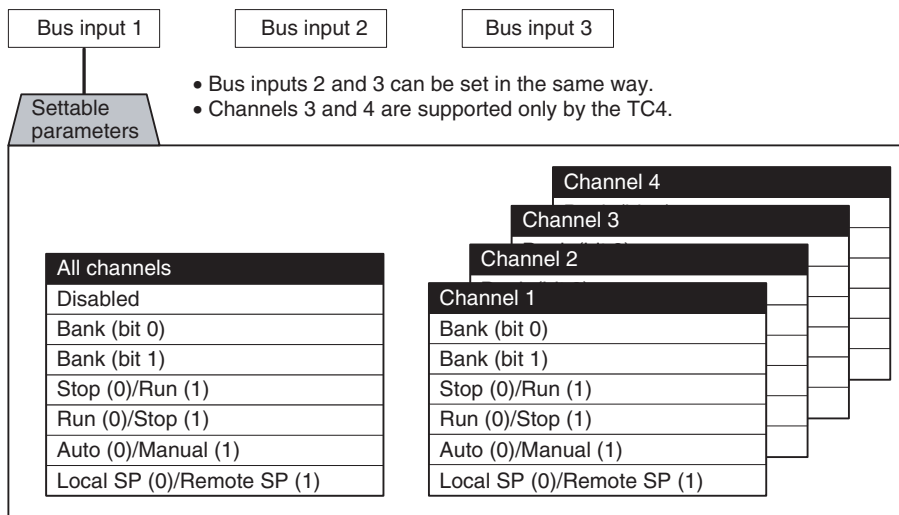 Bus input 1
Bus input 2
Bus input 3
• Bus inputs 2 and 3 can be set in the same way.
• Channels 3 and 4 are supported only by the TC4.
Settable
parameters
All channels
Disabled
Bank (bit 0)
Bank (bit 1)
Stop (0)/Run (1)
Run (0)/Stop (1)
Auto (0)/Manual (1)
Local SP (0)/Remote SP (1)
Channel 4
Channel 3
Channel 2
Channel 1
Bank (bit 0)
Bank (bit 1)
Stop (0)/Run (1)
Run (0)/Stop (1)
Auto (0)/Manual (1)
Local SP (0)/Remote SP (1)